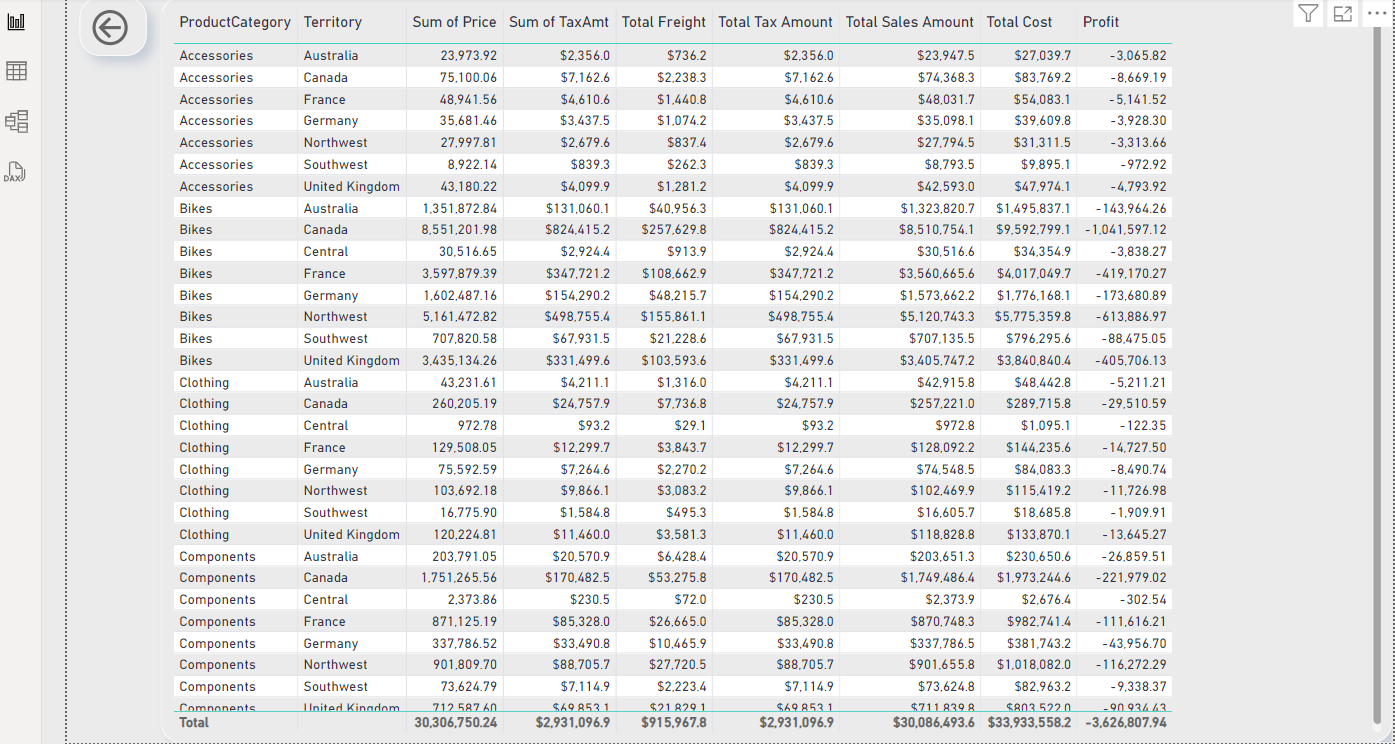 ProductCategory Territory Sum of Price Sum of TaxAmt Total Freight Total Tax Amount Total Sales Amount Total Cost Profit
Accessories Australia 23,973.92 $2,356.0 $736.2 $2,356.0 $23,947.5 $27,039.7 -3,065.82
Accessories Canada 75,100.06 $7,162.6 $2,238.3 $7,162.6 $74,368.3 $83,769.2 -8,669.19
Accessories France 48,941.56 $4,610.6 $1,440.8 $4,610.6 $48,031.7 $54,083.1 -5,141.52
Accessories Germany 35,681.46 $3,437.5 $1,074.2 $3,437.5 $35,098.1 $39,609.8 -3,928.30
Accessories Northwest 27,997.81 $2,679.6 $837.4 $2,679.6 $27,794.5 $31,311.5 -3,313.66
Accessories Southwest 8,922.14 $839.3 $262.3 $839.3 $8,793.5 $9,895.1 -972.92
Accessories United Kingdom 43,180.22 $4,099.9 $1,281.2 $4,099.9 $42,593.0 $47,974.1 -4,793.92
DAX Bikes Australia 1,351,872.84 $131,060.1 $40,956.3 $131,060.1 $1,323,820.7 $1,495,837.1 -143,964.26
Bikes Canada 8,551,201.98 $824,415.2 $257,629.8 $824,415.2 $8,510,754.1 $9,592,799.1 -1,041,597.12
Bikes Central 30,516.65 $2,924.4 $913.9 $2,924.4 $30,516.6 $34,354.9 -3,838.27
Bikes France 3,597,879.39 $347,721.2 $108,662.9 $347,721.2 $3,560,665.6 $4,017,049.7 -419,170.27
Bikes Germany 1,602,487.16 $154,290.2 $48,215.7 $154,290.2 $1,573,662.2 $1,776,168.1 -173,680.89
Bikes Northwest 5,161,472.82 $498,755.4 $155,861.1 $498,755.4 $5,120,743.3 $5,775,359.8 -613,886.97
Bikes Southwest 707,820.58 $67,931.5 $21,228.6 $67,931.5 $707,135.5 $796,295.6 -88,475.05
Bikes United Kingdom 3,435,134.26 $331,499.6 $103,593.6 $331,499.6 $3,405,747.2 $3,840,840.4 -405,706.13
Clothing Australia 43,231.61 $4,211.1 $1,316.0 $4,211.1 $42,915.8 $48,442.8 -5,211.21
Clothing Canada 260,205.19 $24,757.9 $7,736.8 $24,757.9 $257,221.0 $289,715.8 -29,510.59
Clothing Central 972.78 $93.2 $29.1 $93.2 $972.8 $1,095.1 -122.35
Clothing France 129,508.05 $12,299.7 $3,843.7 $12,299.7 $128,092.2 $144,235.6 -14,727.50
Clothing Germany 75,592.59 $7,264.6 $2,270.2 $7,264.6 $74,548.5 $84,083.3 -8,490.74
Clothing Northwest 103,692.18 $9,866.1 $3,083.2 $9,866.1 $102,469.9 $115,419.2 -11,726.98
Clothing Southwest 16,775.90 $1,584.8 $495.3 $1,584.8 $16,605.7 $18,685.8 -1,909.91
Clothing United Kingdom 120,224.81 $11,460.0 $3,581.3 $11,460.0 $118,828.8 $133,870.1 -13,645.27
Components Australia 203,791.05 $20,570.9 $6,428.4 $20,570.9 $203,651.3 $230,650.6 -26,859.51
Components Canada 1,751,265.56 $170,482.5 $53,275.8 $170,482.5 $1,749,486.4 $1,973,244.6 -221,979.02
Components Central 2,373.86 $230.5 $72.0 $230.5 $2,373.9 $2,676.4 -302.54
Components France 871,125.19 $85,328.0 $26,665.0 $85,328.0 $870,748.3 $982,741.4 -111,616.21
Components Germany 337,786.52 $33,490.8 $10,465.9 $33,490.8 $337,786.5 $381,743.2 -43,956.70
Components Northwest 901,809.70 $88,705.7 $27,720.5 $88,705.7 $901,655.8 $1,018,082.0 -116,272.29
Components Southwest 73,624.79 $7,114.9 $2,223.4 $7,114.9 $73,624.8 $82,963.2 -9,338.37
Components United Kingdom 712,587.60 $69,853.1 $21,829.1 $69,853.1 $711,839.8 $803,522.0 -90,934.43
Total 30,306,750.24 $2,931,096.9 $915,967.8 $2,931,096.9 $30,086,493.6 $33,933,558.2 -3,626,807.94